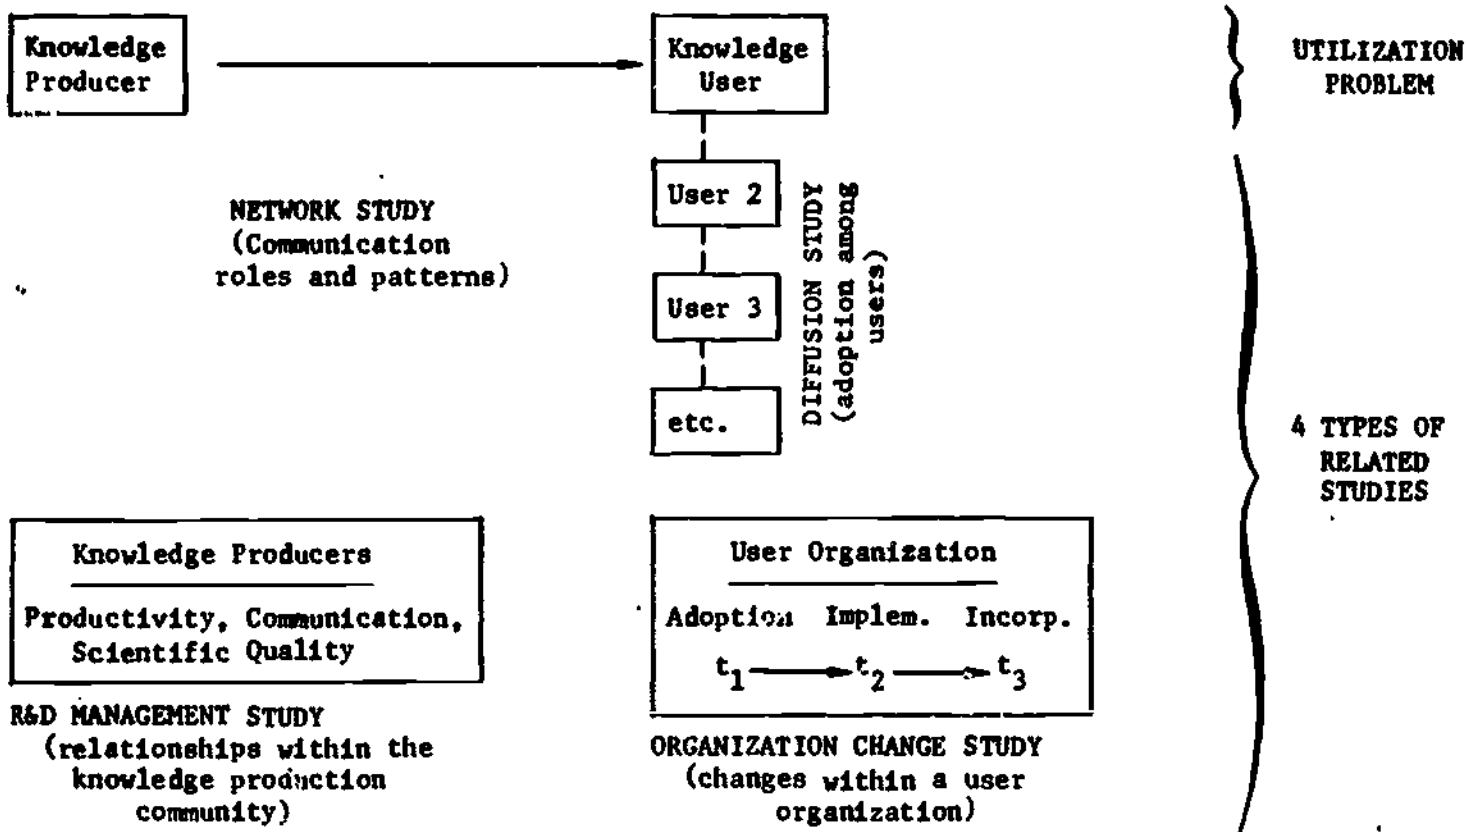 Knowledge
Producer
Knowledge
User
UTILIZATION
PROBLEM
NETWORK STUDY
(Communication
roles and patterns)
User 2
User 3
etc.
DIFFUSION STUDY
(adoption among
users)
4 TYPES OF
RELATED
STUDIES
Knowledge Producers
Productivity, Communication,
Scientific Quality
R&D MANAGEMENT STUDY
(relationships within the
knowledge production
community)
User Organization
Adoption Implem. Incorp.
t1 t2 t3
ORGANIZATION CHANGE STUDY
(changes within a user
organization)